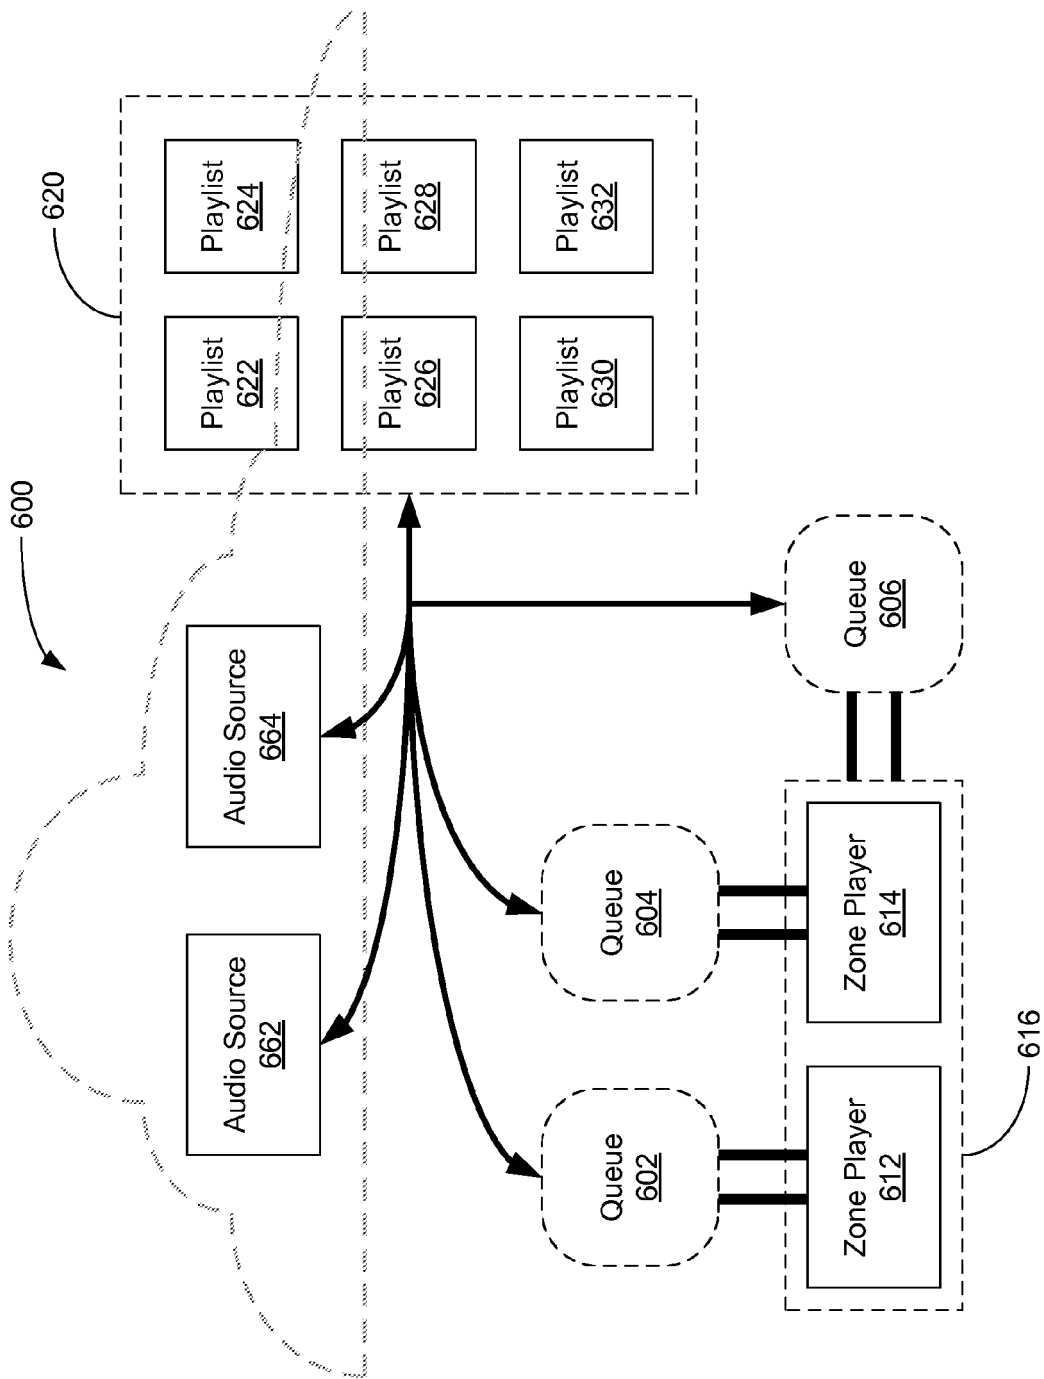 600
620
Audio Source
662
Audio Source
664
Playlist
622
Playlist
624
Playlist
626
Playlist
628
Playlist
630
Playlist
632
Queue
602
Queue
604
Queue
606
Zone Player
612
Zone Player
614
616